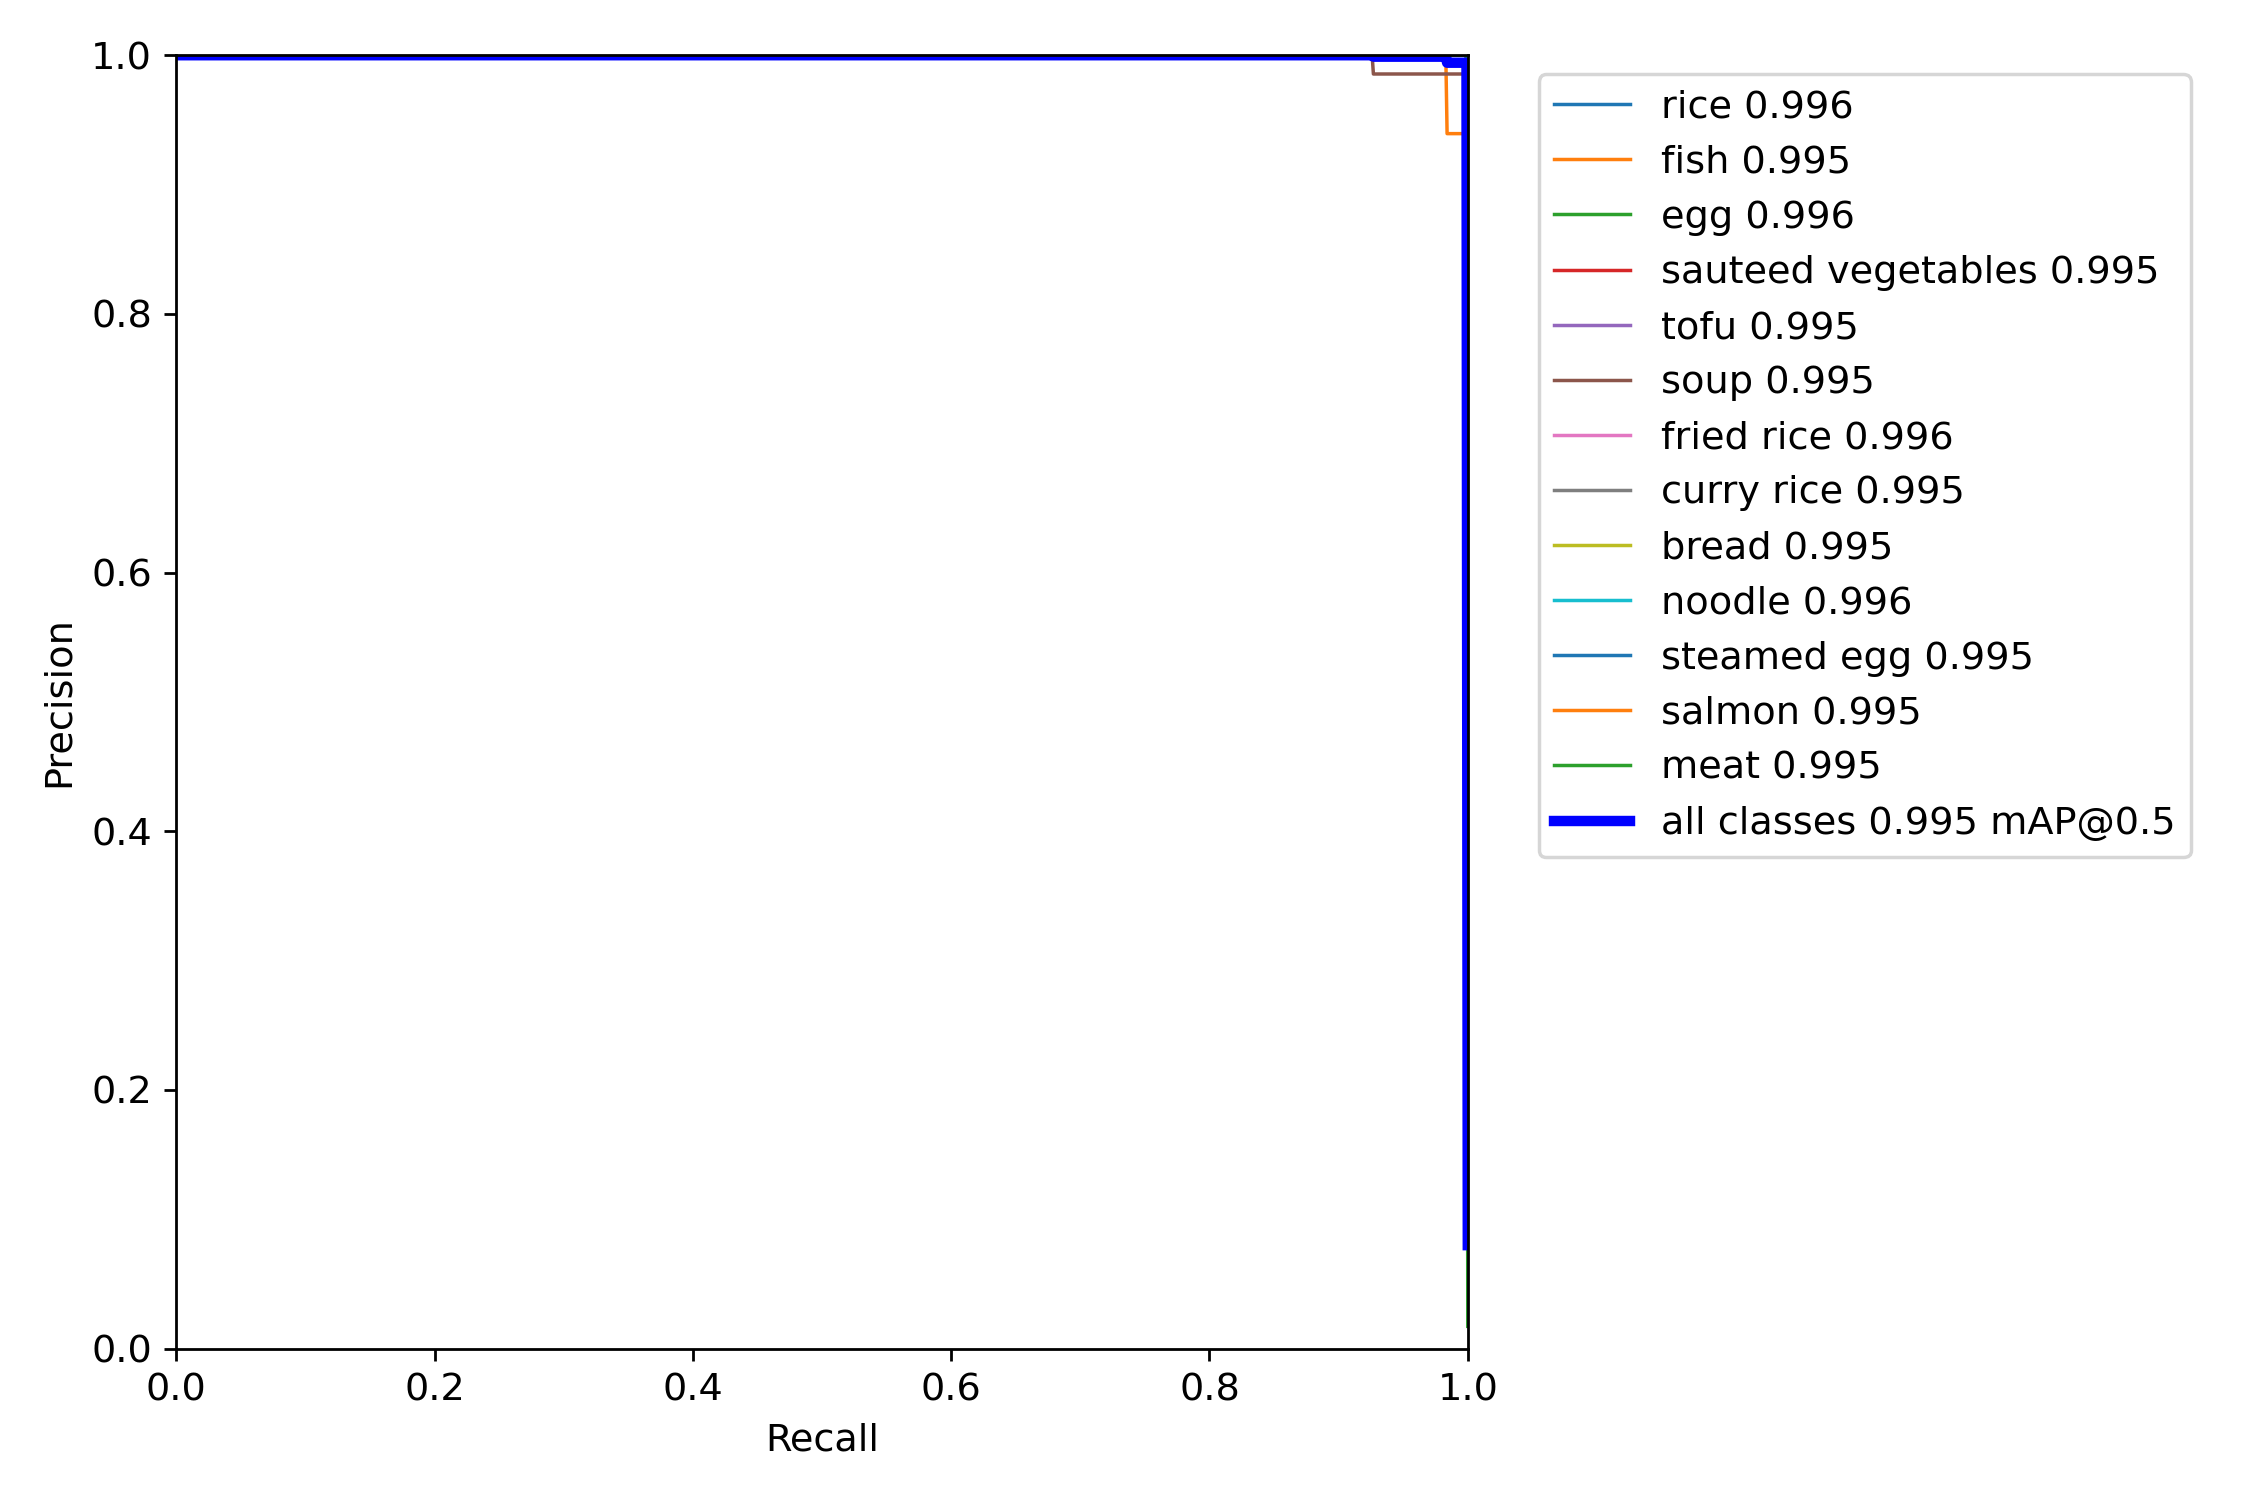 1.0
0.8
0.6
0.4
0.2
0.0
Precision
0.0 0.2 0.4 0.6 0.8 1.0
Recall
rice 0.996
fish 0.995
egg 0.996
sauteed vegetables 0.995
tofu 0.995
soup 0.995
fried rice 0.996
curry rice 0.995
bread 0.995
noodle 0.996
steamed egg 0.995
salmon 0.995
meat 0.995
all classes 0.995 mAP@0.5